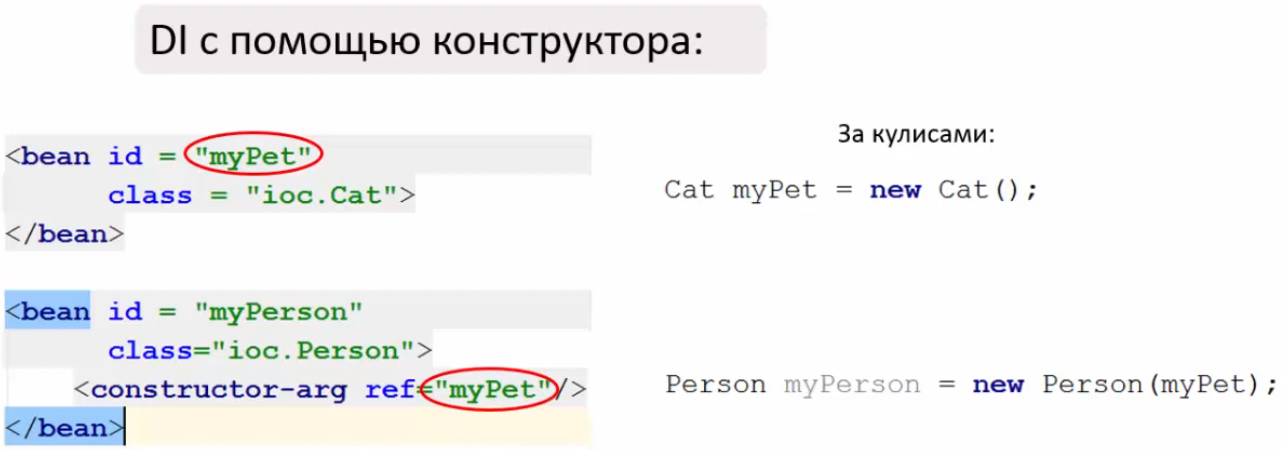 DI с помощью конструктора:
<bean id = "myPet"
class = "ioc.Cat">
</bean>
За кулисами:
Cat myPet = new Cat();
<bean id = "myPerson"
class="ioc.Person">
<constructor-arg ref="myPet"/>
</bean>
Person myPerson = new Person(myPet);